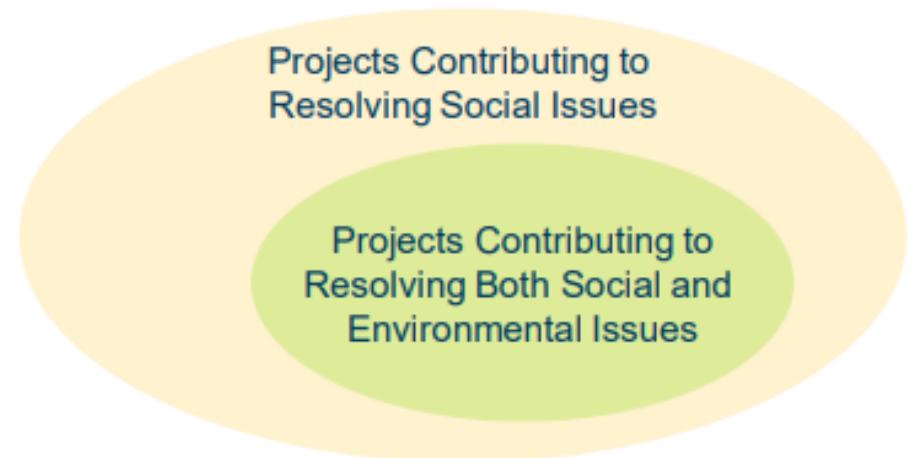 Projects Contributing to
Resolving Social Issues
Projects Contributing to
Resolving Both Social and
Environmental Issues